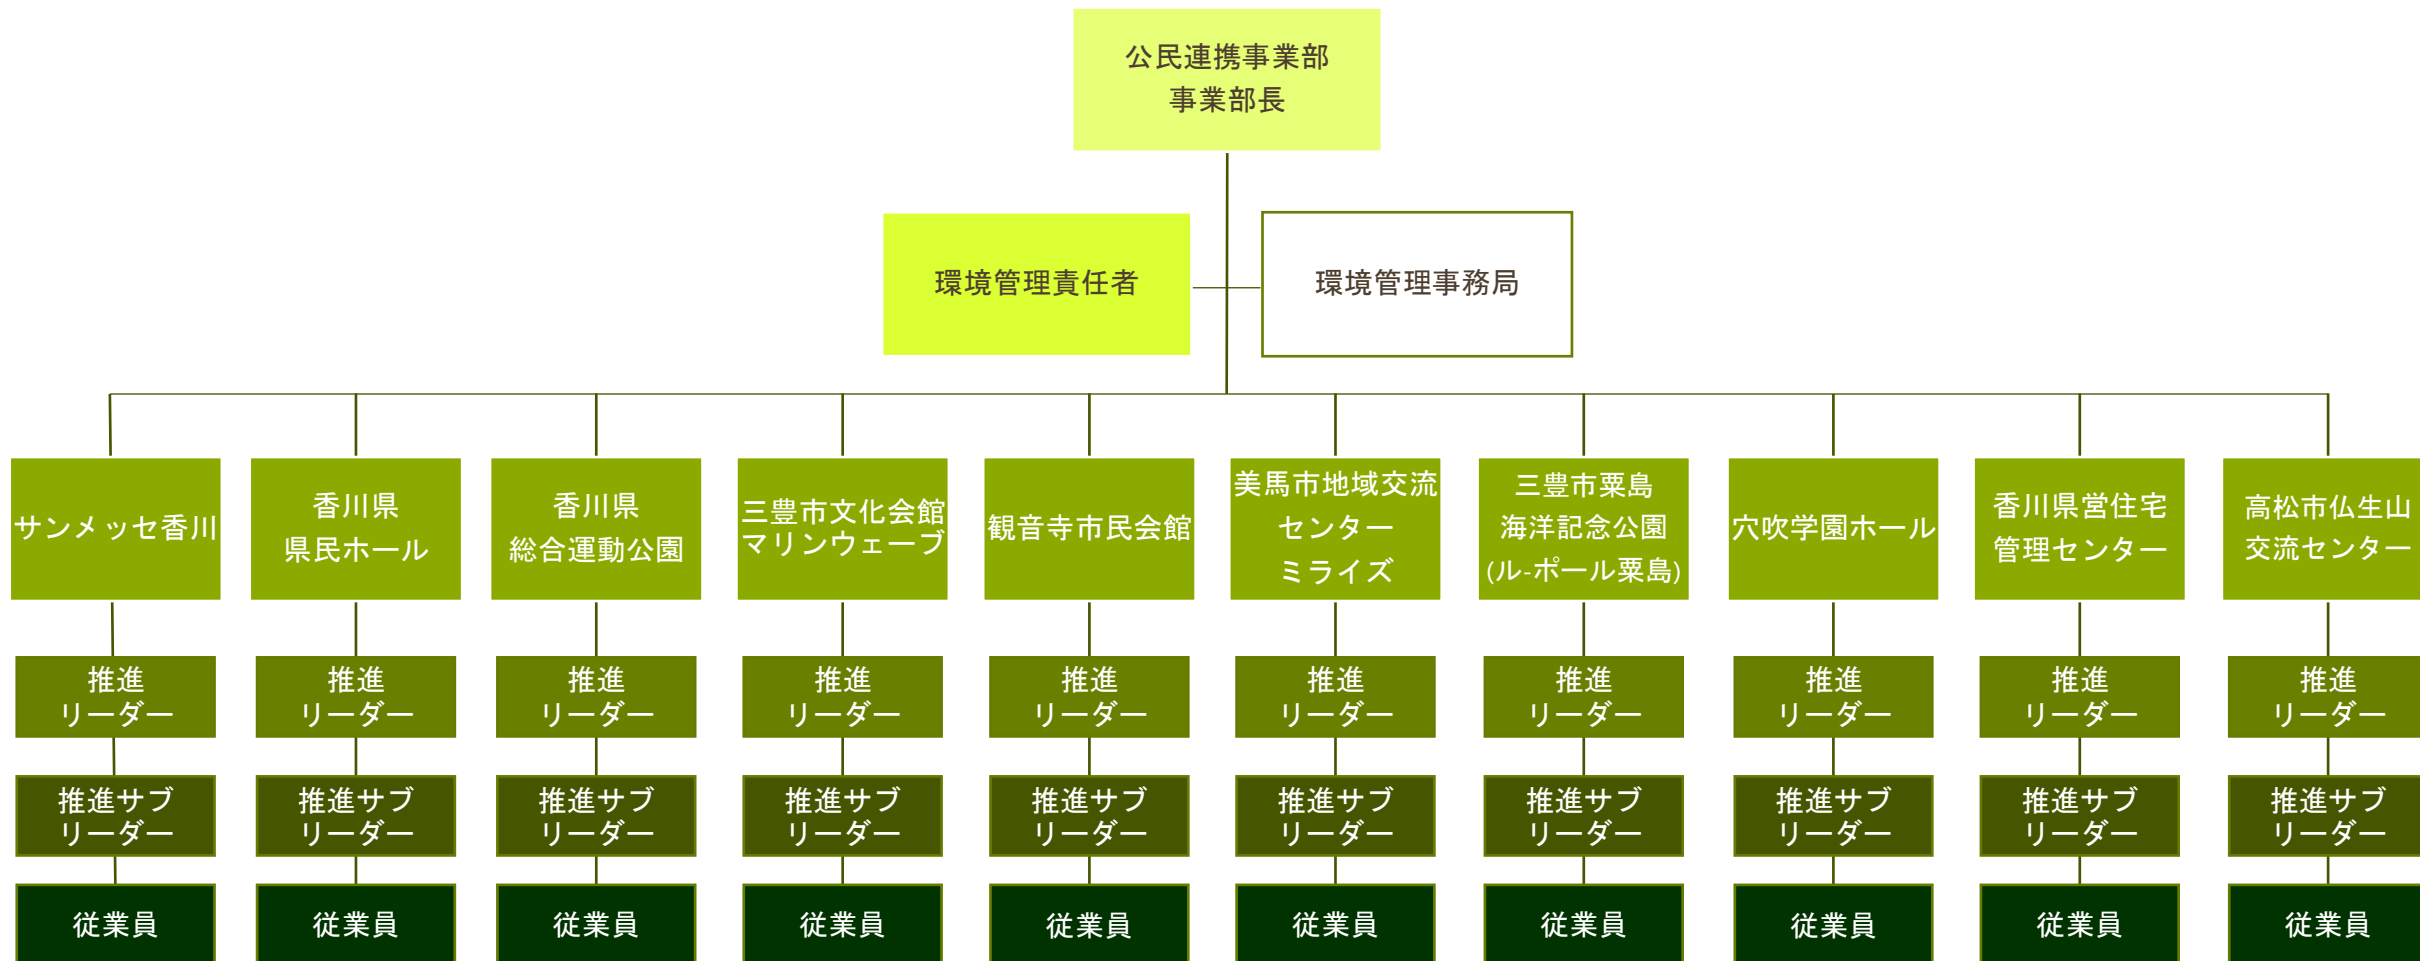 公民連携事業部
事業部長
環境管理責任者
環境管理事務局
サンメッセ香川
香川県
県民ホール
香川県
総合運動公園
三豊市文化会館
マリンウェーブ
観音寺市民会館
美馬市地域交流
センター
ミライズ
三豊市粟島
海洋記念公園
(ル-ポール粟島)
穴吹学園ホール
香川県営住宅
管理センター
高松市仏生山
交流センター
推進
リーダー
推進
リーダー
推進
リーダー
推進
リーダー
推進
リーダー
推進
リーダー
推進
リーダー
推進
リーダー
推進
リーダー
推進
リーダー
推進サブ
リーダー
推進サブ
リーダー
推進サブ
リーダー
推進サブ
リーダー
推進サブ
リーダー
推進サブ
リーダー
推進サブ
リーダー
推進サブ
リーダー
推進サブ
リーダー
推進サブ
リーダー
従業員
従業員
従業員
従業員
従業員
従業員
従業員
従業員
従業員
従業員